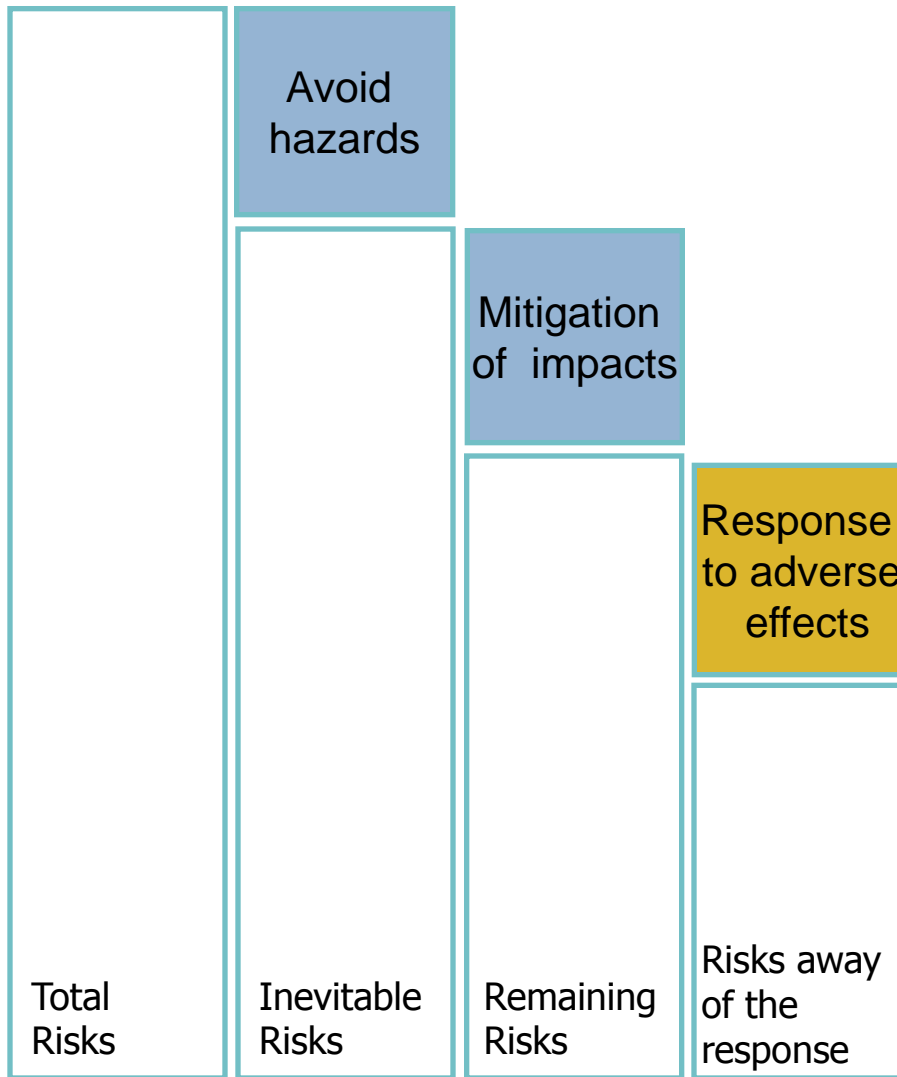 Avoid
hazards
Mitigation
of impacts
Response
to adverse
effects
Total
Risks
Inevitable
Risks
Remaining
Risks
Risks away
of the
response